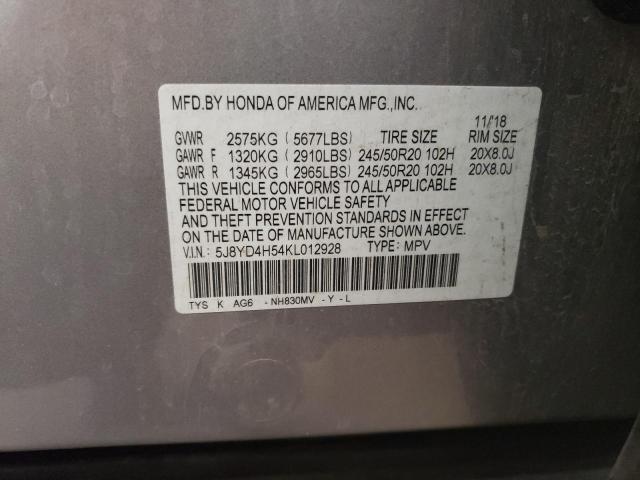 MFD.BY HONDA OF AMERICA MFG.,INC.
11/'18
GVWR 2575KG (5677LBS) TIRE SIZE RIM SIZE
GAWR F 1320KG (2910LBS) 245/50R20 102H 20X8.0J
GAWR R 1345KG (2965LBS) 245/50R20 102H 20X8.0J
THIS VEHICLE CONFORMS TO ALL APPLICABLE
FEDERAL MOTOR VEHICLE SAFETY
AND THEFT PREVENTION STANDARDS IN EFFECT
ON THE DATE OF MANUFACTURE SHOWN ABOVE.
V.I.N.: 5J8YD4H54KL012928 TYPE: MPV
TYS K AG6 - NH830MV - Y - L